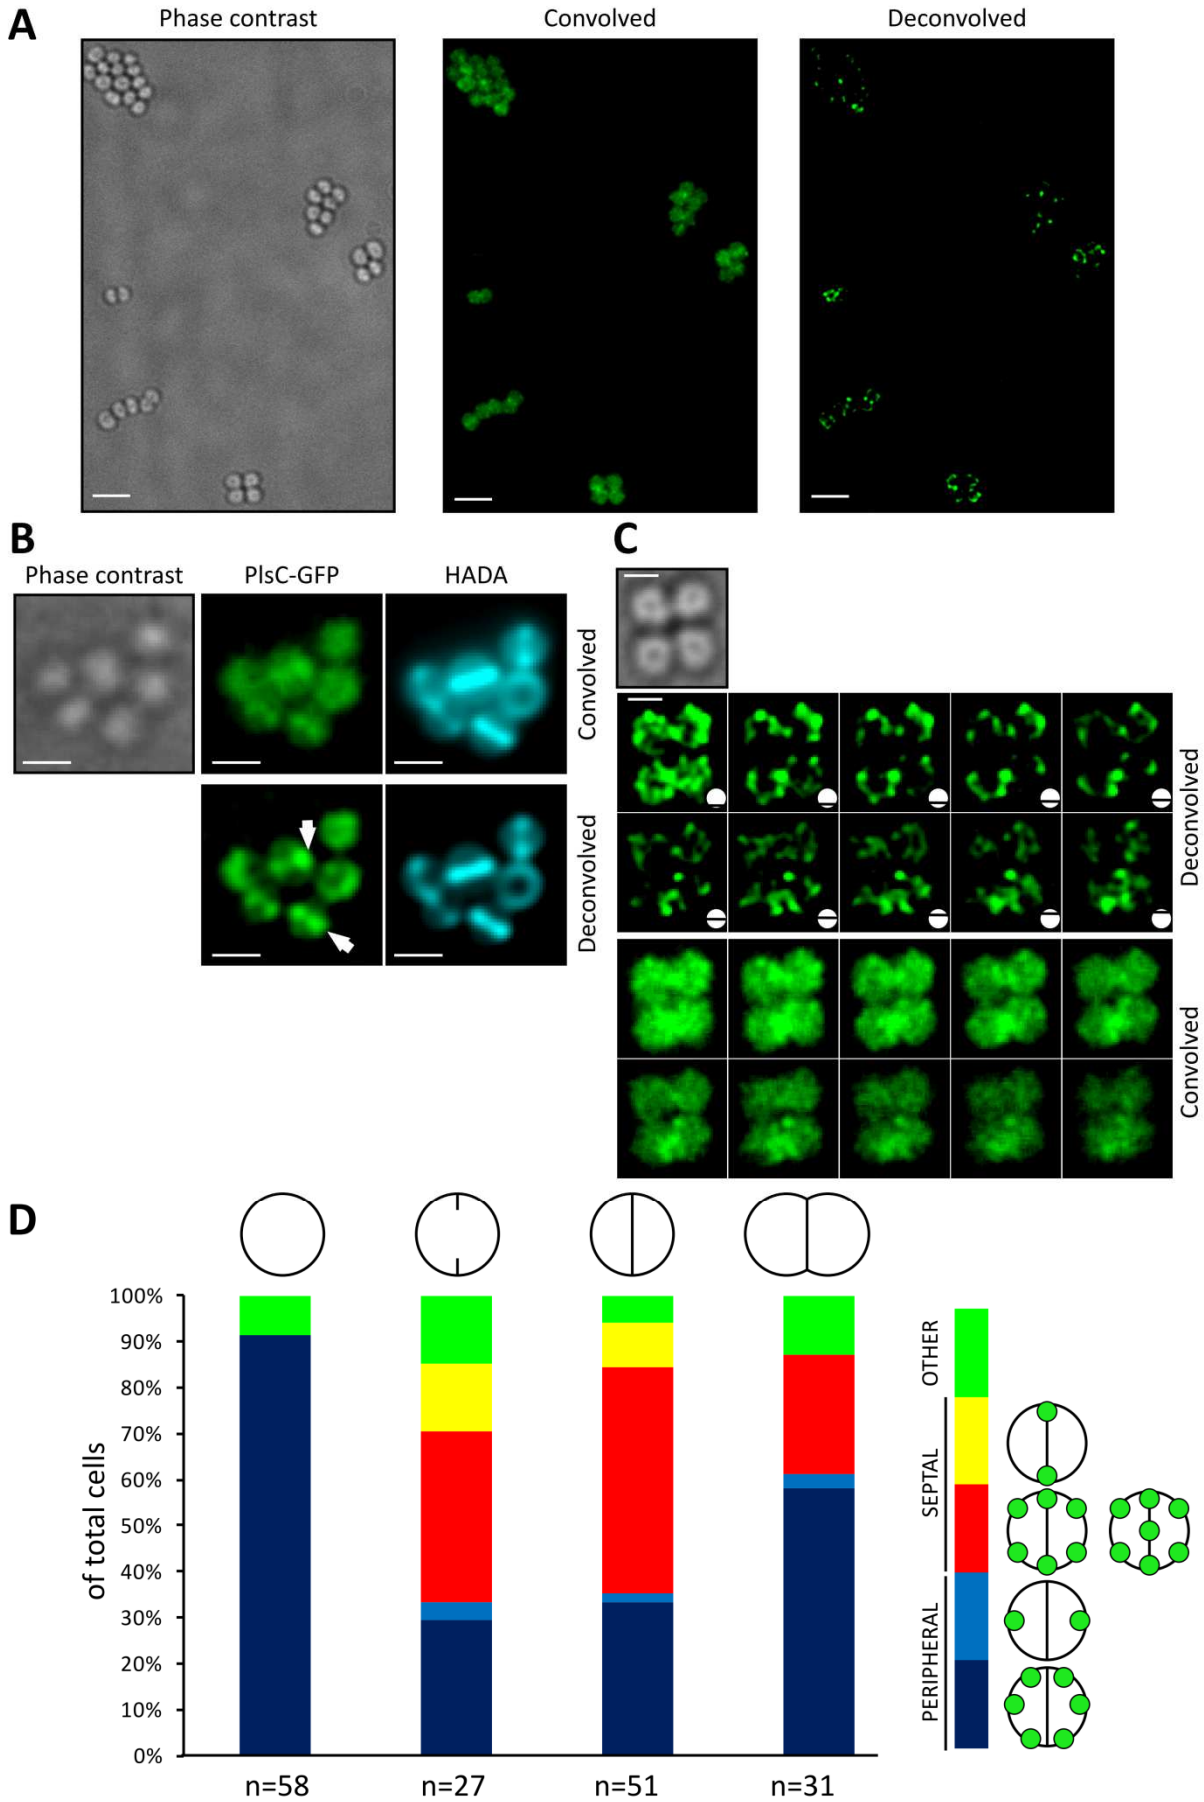 A
Phase contrast
Convolved
Deconvolved
B
Phase contrast
PlsC-GFP
HADA
Convolved
Deconvolved
C
Deconvolved
Convolved
D
100%
90%
80%
70%
60%
50%
40%
30%
20%
10%
0%
of total cells
n=58
n=27
n=51
n=31
OTHER
SEPTAL
PERIPHERAL